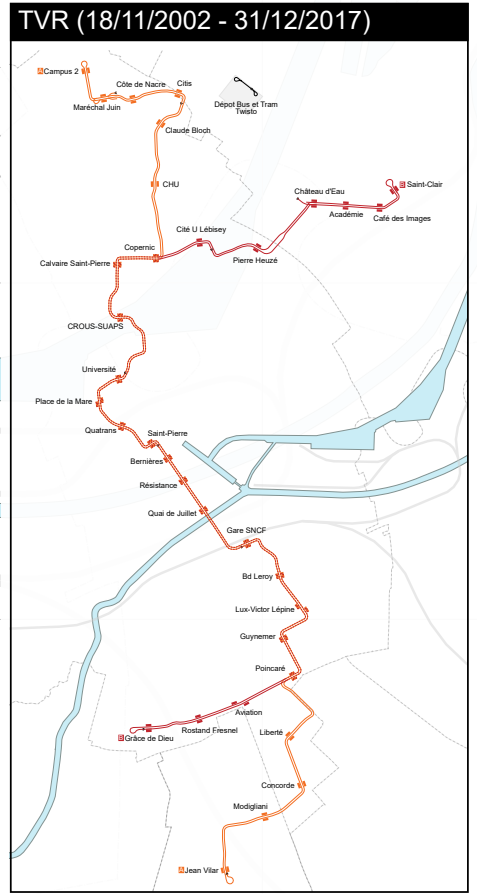 TVR (18/11/2002 - 31/12/2017)
A Campus 2
Côte de Nacre
Citis
Maréchal Juin
Dépot Bus et Tram
Twisto
Claude Bloch
CHU
Château d'Eau
B Saint-Clair
Académie
Café des Images
Cité U Lébisey
Copernic
Pierre Heuzé
Calvaire Saint-Pierre
CROUS-SUAPS
Université
Place de la Mare
Quatrans
Saint-Pierre
Bernières
Résistance
Quai de Juillet
Gare SNCF
Bd Leroy
Lux-Victor Lépine
Guynemer
Poincaré
Aviation
Rostand Fresnel
B Grâce de Dieu
Liberté
Concorde
Modigliani
A Jean Vilar